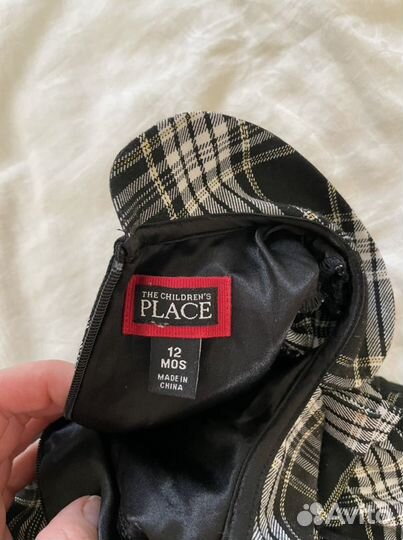 THE CHILDREN'S
PLACE
12
MOS
MADE IN
CHINA
Avito